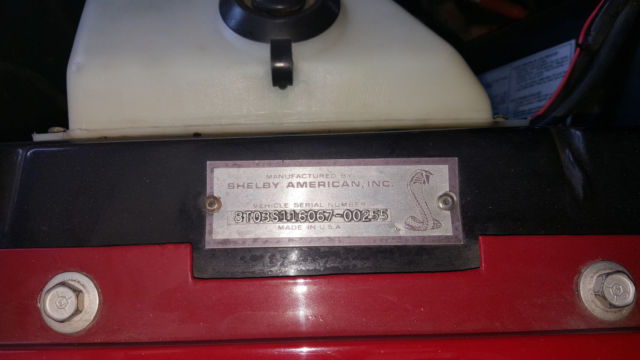 MANUFACTURED BY
SHELBY AMERICAN, INC.
VEHICLE SERIAL NUMBER
8T03S116067-00255
MADE IN U.S.A